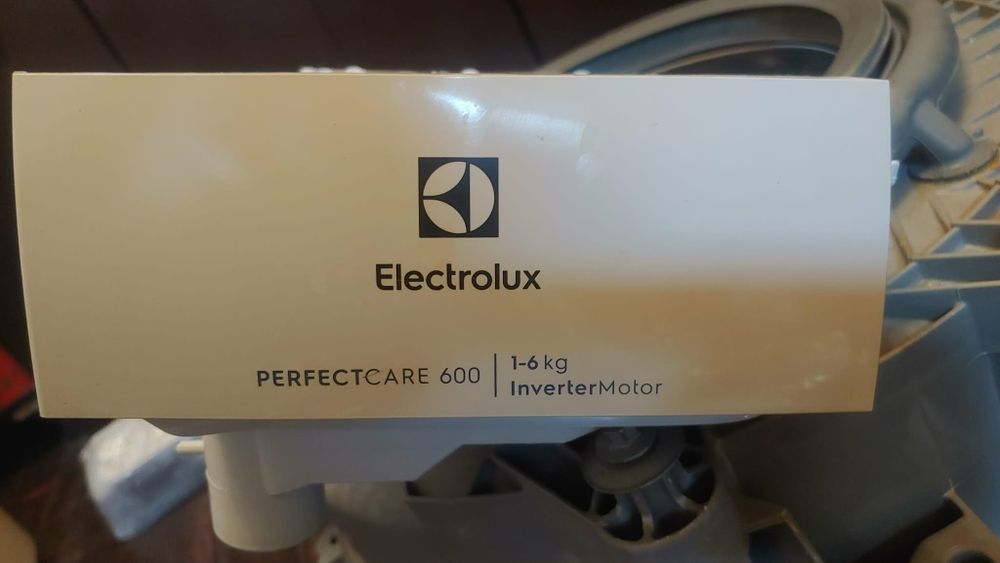 Electrolux
PERFECTCARE 600
1-6 kg
InverterMotor